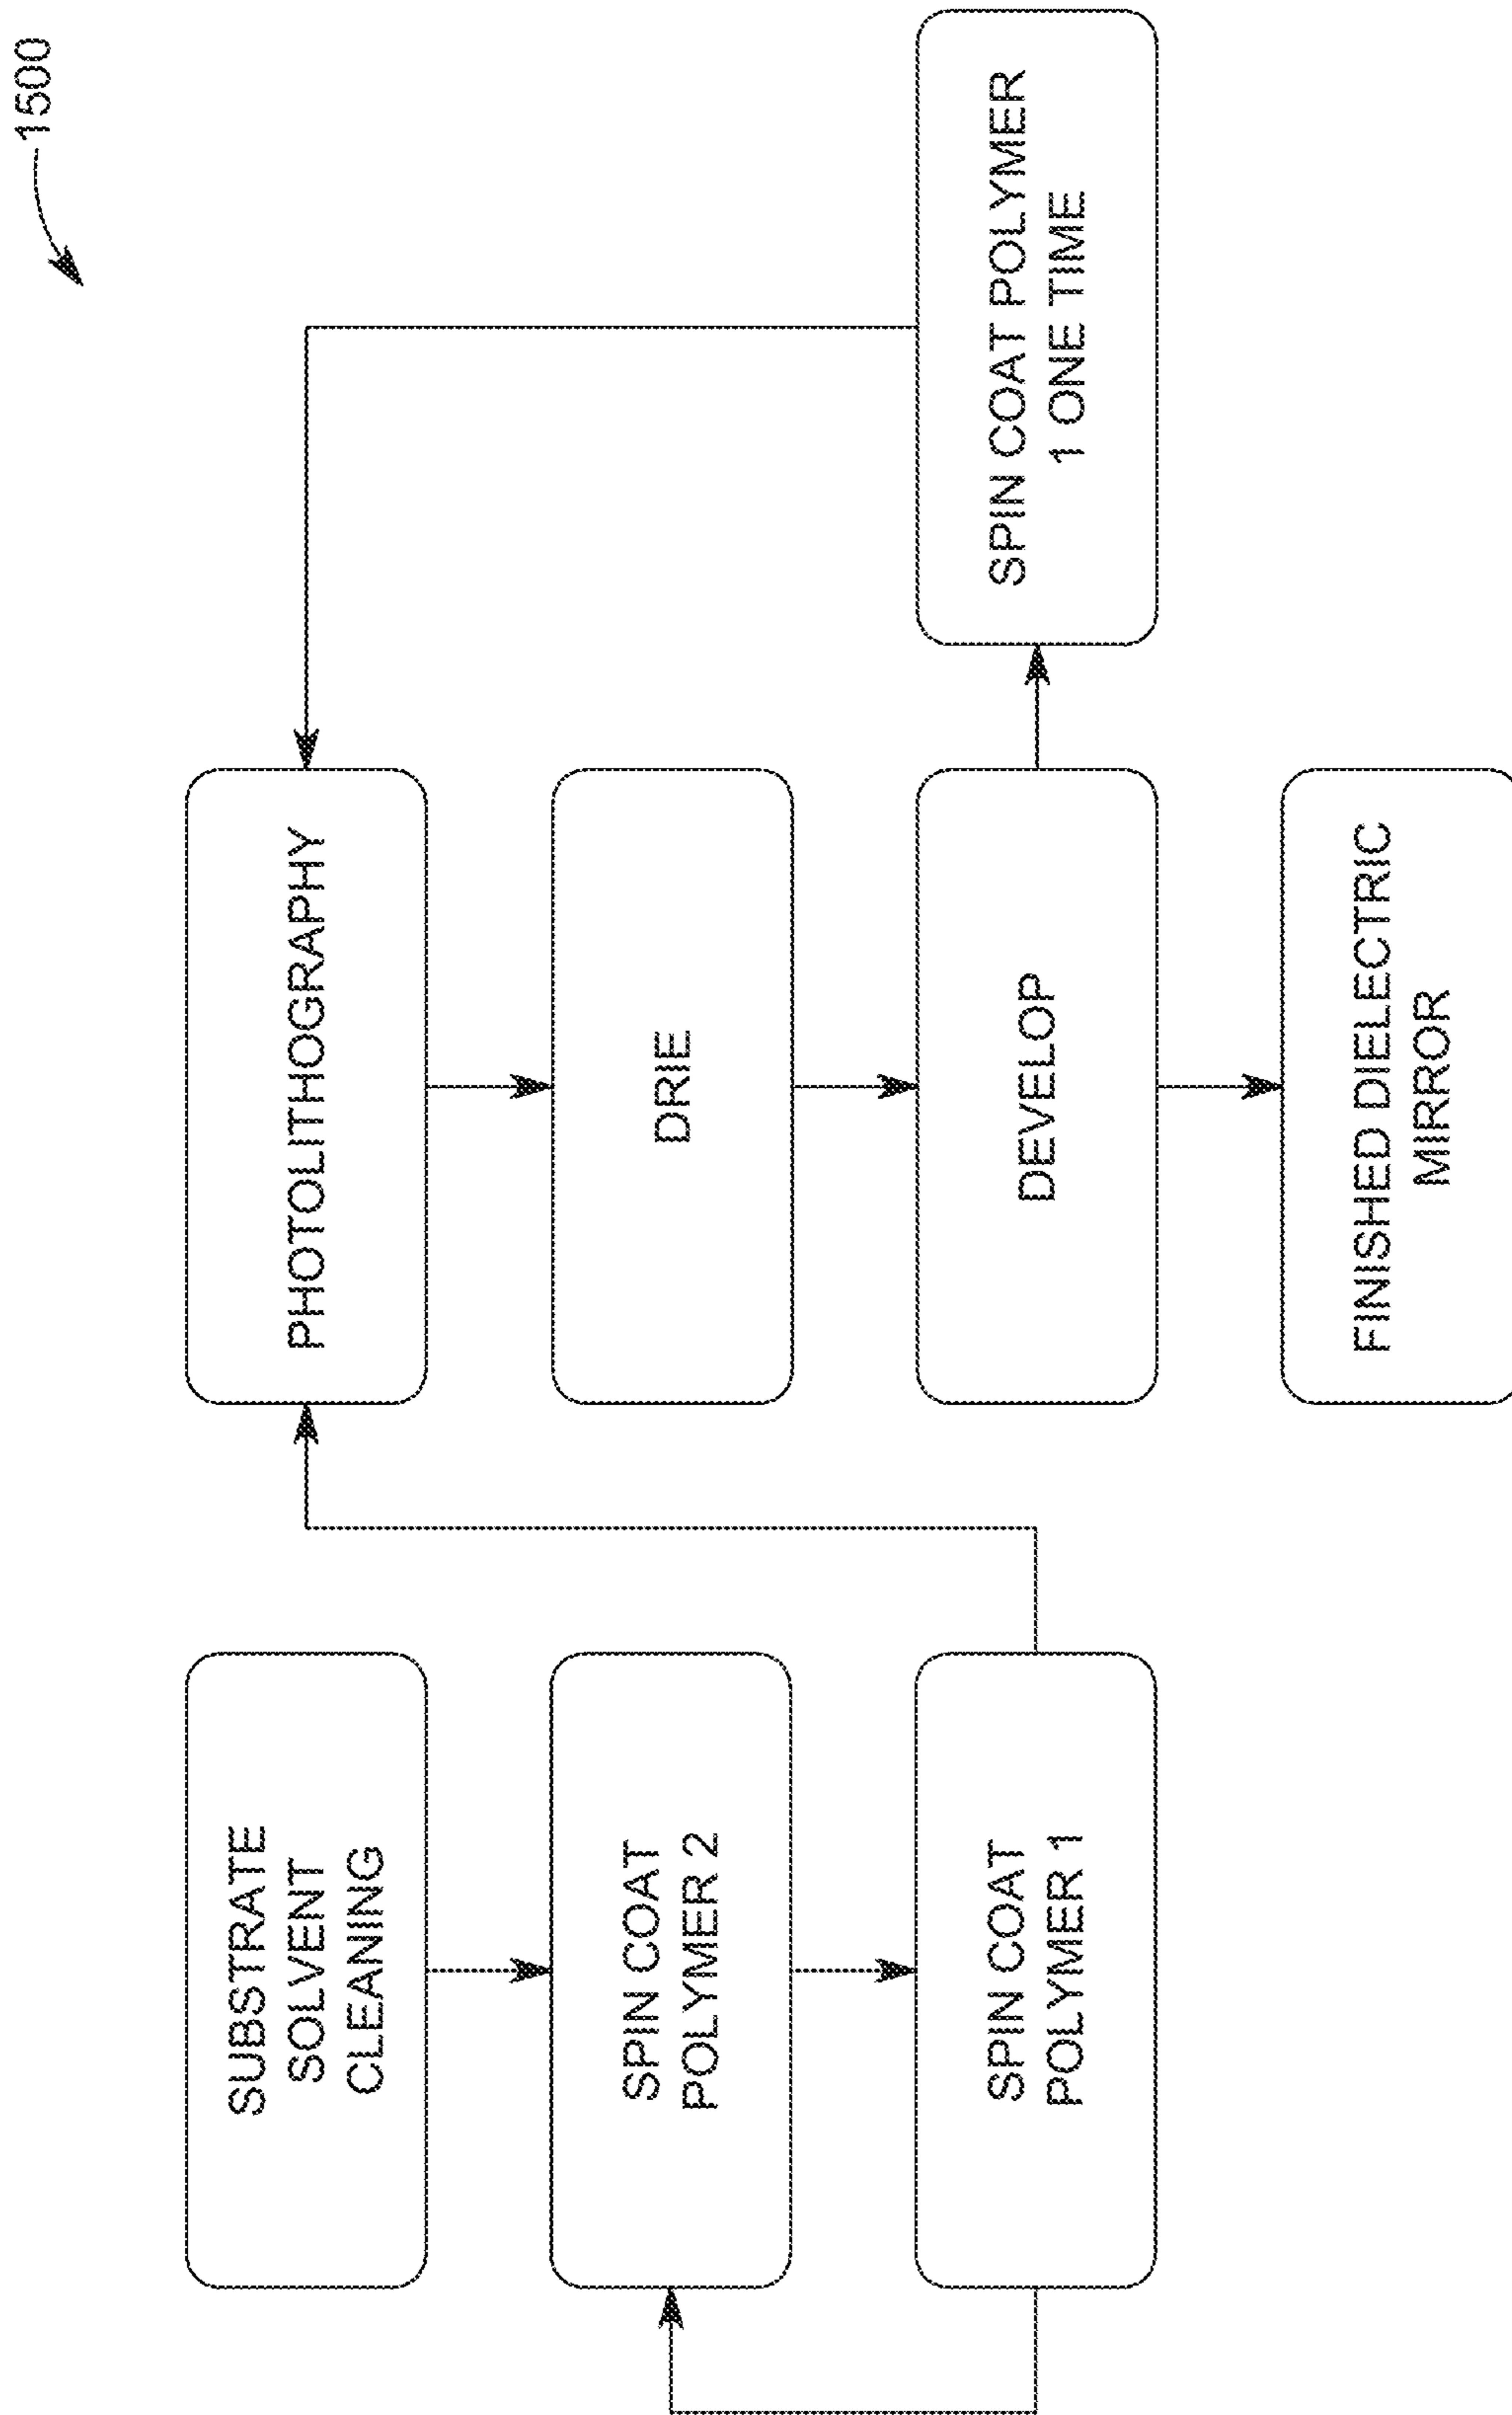 1500
SUBSTRATE
SOLVENT
CLEANING
SPIN COAT
POLYMER 2
SPIN COAT
POLYMER 1
PHOTOLITHOGRAPHY
DRIE
DEVELOP
FINISHED DIELECTRIC
MIRROR
SPIN COAT POLYMER
1 ONE TIME